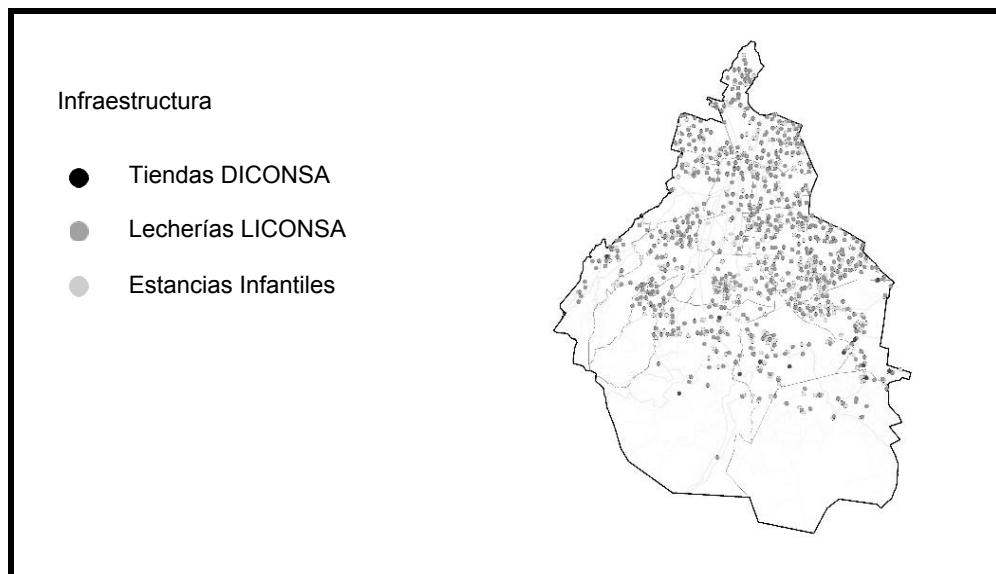 Infraestructura
Tiendas DICONSA
Lecherías LICONSA
Estancias Infantiles